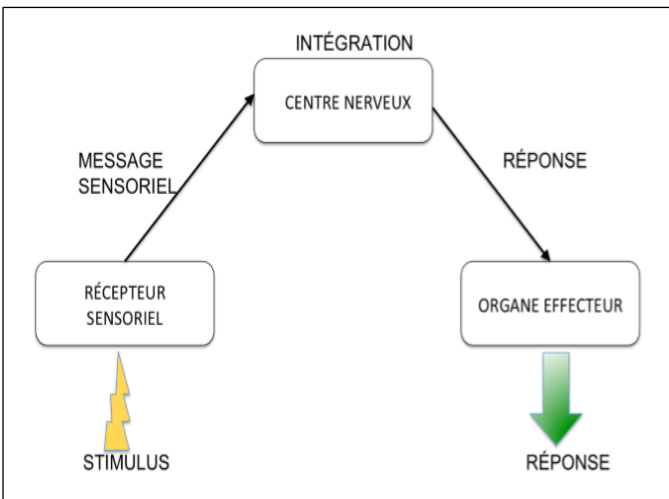 INTÉGRATION
CENTRE NERVEUX
MESSAGE
SENSORIEL
RÉPONSE
RÉCEPTEUR
SENSORIEL
ORGANE EFFECTEUR
STIMULUS
RÉPONSE